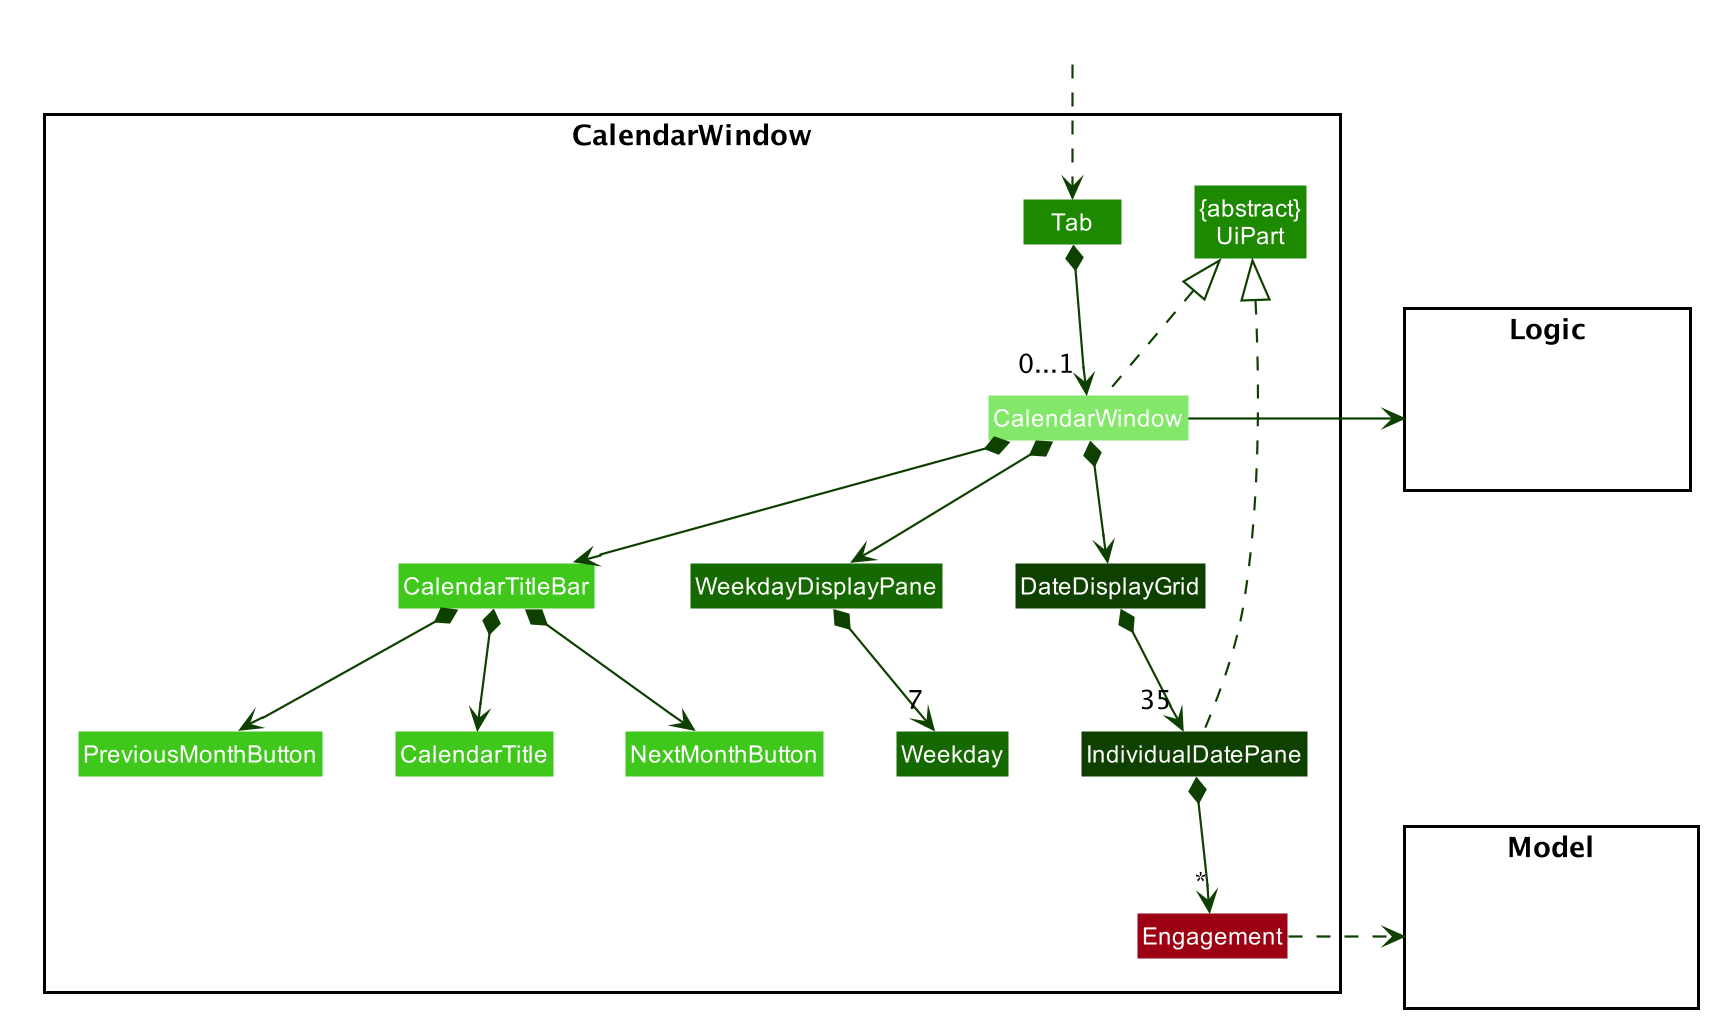 CalendarWindow
Tab
{abstract}
UiPart
Logic
0...1
CalendarWindow
CalendarTitleBar
WeekdayDisplayPane
DateDisplayGrid
7
35
PreviousMonthButton
CalendarTitle
NextMonthButton
Weekday
IndividualDatePane
Model
*
Engagement